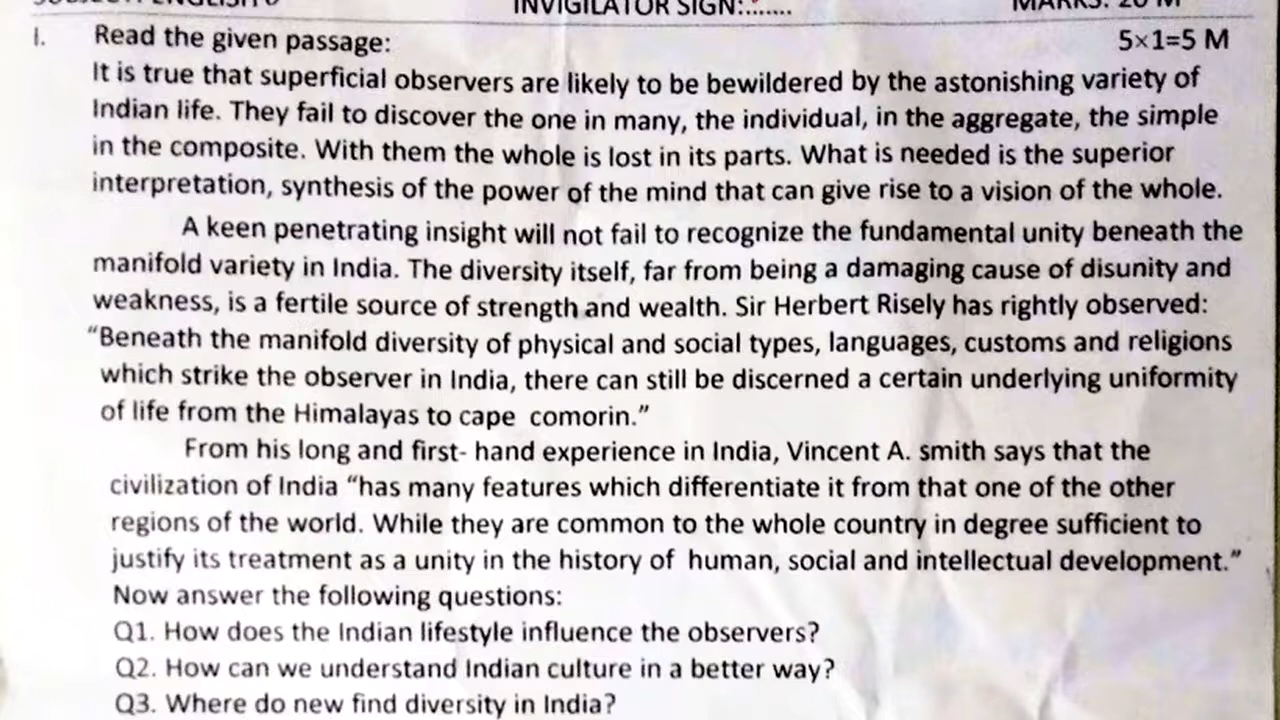 INVIGILATOR SIGN:.......
I. Read the given passage: 5×1=5 M
It is true that superficial observers are likely to be bewildered by the astonishing variety of
Indian life. They fail to discover the one in many, the individual, in the aggregate, the simple
in the composite. With them the whole is lost in its parts. What is needed is the superior
interpretation, synthesis of the power of the mind that can give rise to a vision of the whole.
A keen penetrating insight will not fail to recognize the fundamental unity beneath the
manifold variety in India. The diversity itself, far from being a damaging cause of disunity and
weakness, is a fertile source of strength and wealth. Sir Herbert Risely has rightly observed:
“Beneath the manifold diversity of physical and social types, languages, customs and religions
which strike the observer in India, there can still be discerned a certain underlying uniformity
of life from the Himalayas to cape comorin.”
From his long and first- hand experience in India, Vincent A. smith says that the
civilization of India “has many features which differentiate it from that one of the other
regions of the world. While they are common to the whole country in degree sufficient to
justify its treatment as a unity in the history of human, social and intellectual development.”
Now answer the following questions:
Q1. How does the Indian lifestyle influence the observers?
Q2. How can we understand Indian culture in a better way?
Q3. Where do new find diversity in India?